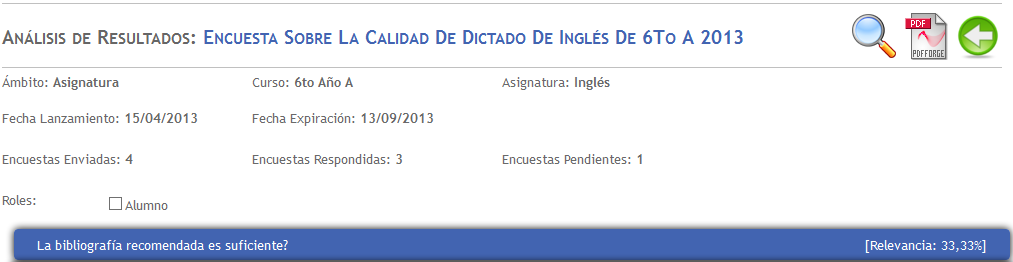 Análisis de Resultados: Encuesta Sobre La Calidad De Dictado De Inglés De 6To A 2013
PDF
PDFFORGE
Ámbito: Asignatura Curso: 6to Año A Asignatura: Inglés
Fecha Lanzamiento: 15/04/2013 Fecha Expiración: 13/09/2013
Encuestas Enviadas: 4 Encuestas Respondidas: 3 Encuestas Pendientes: 1
Roles: Alumno
La bibliografía recomendada es suficiente? [Relevancia: 33,33%]